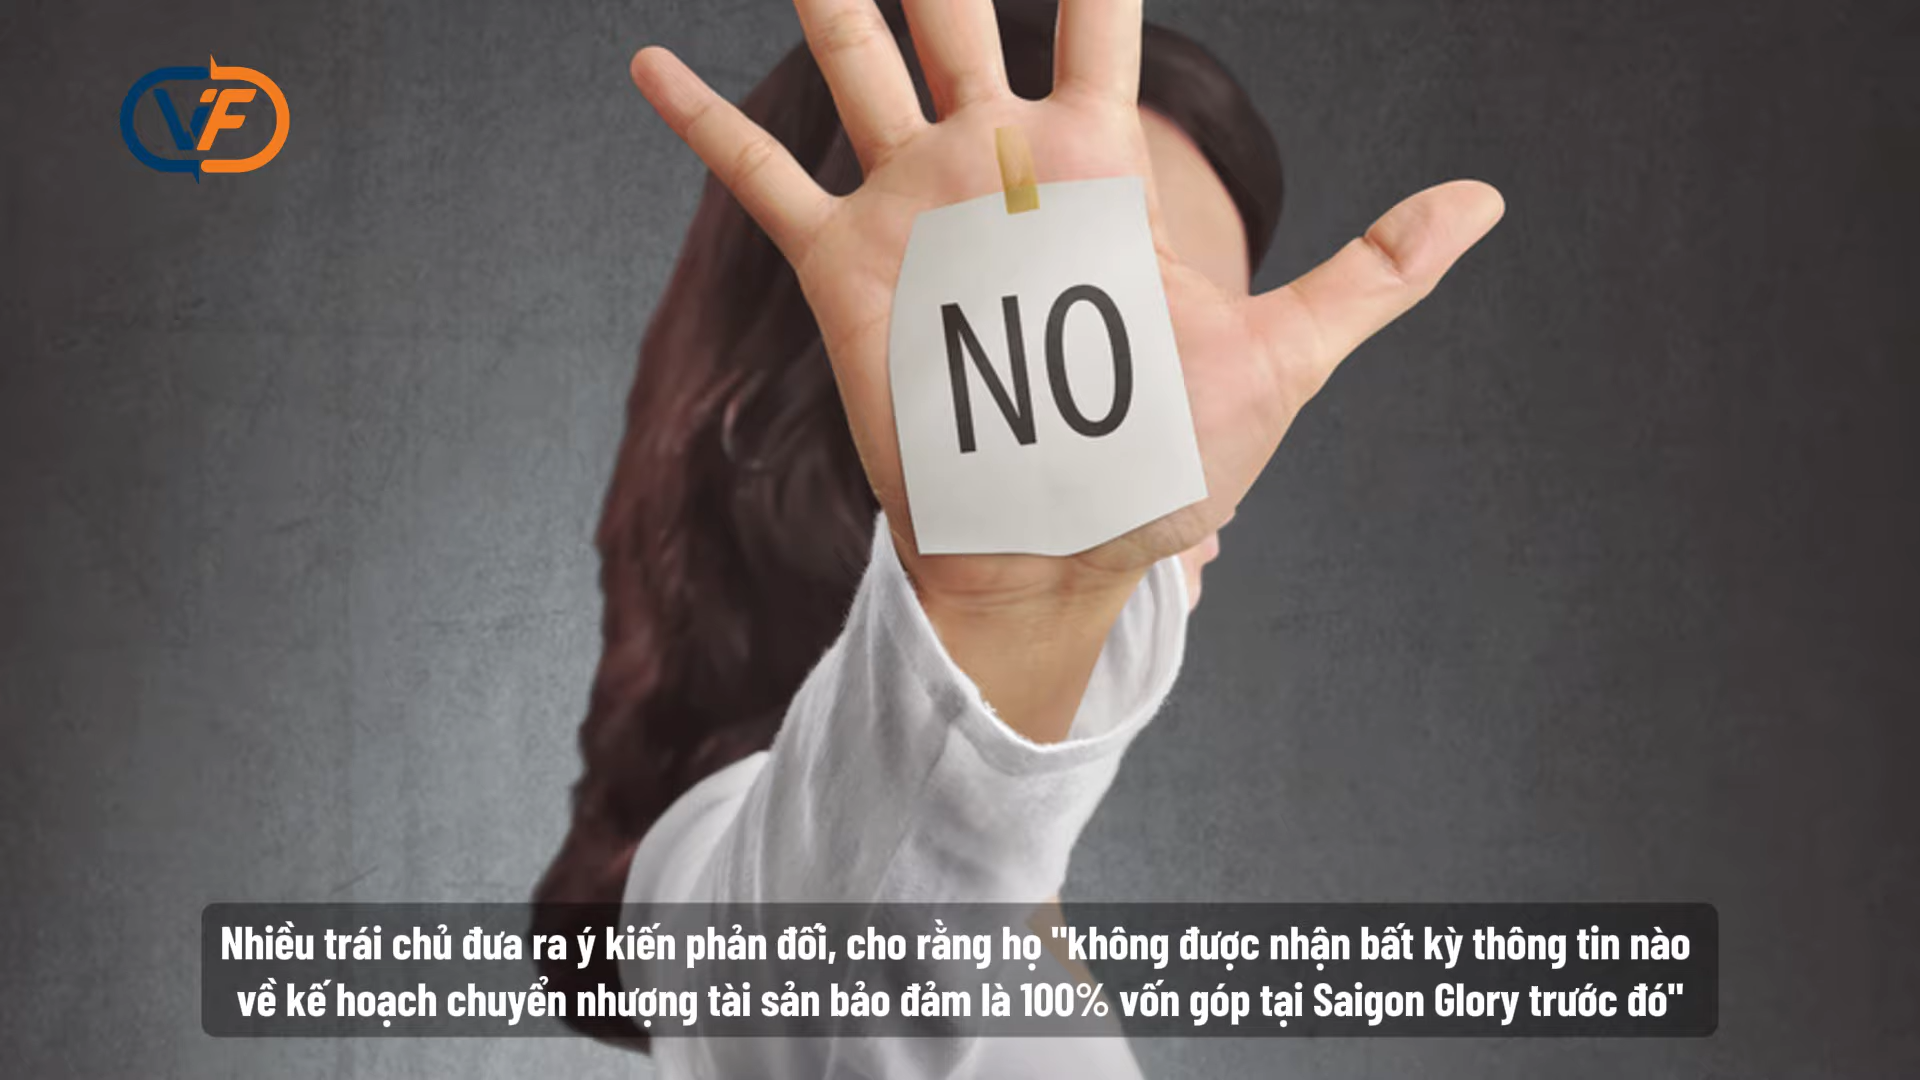 VF
NO
Nhiều trái chủ đưa ra ý kiến phản đối, cho rằng họ "không được nhận bất kỳ thông tin nào
về kế hoạch chuyển nhượng tài sản bảo đảm là 100% vốn góp tại Saigon Glory trước đó"